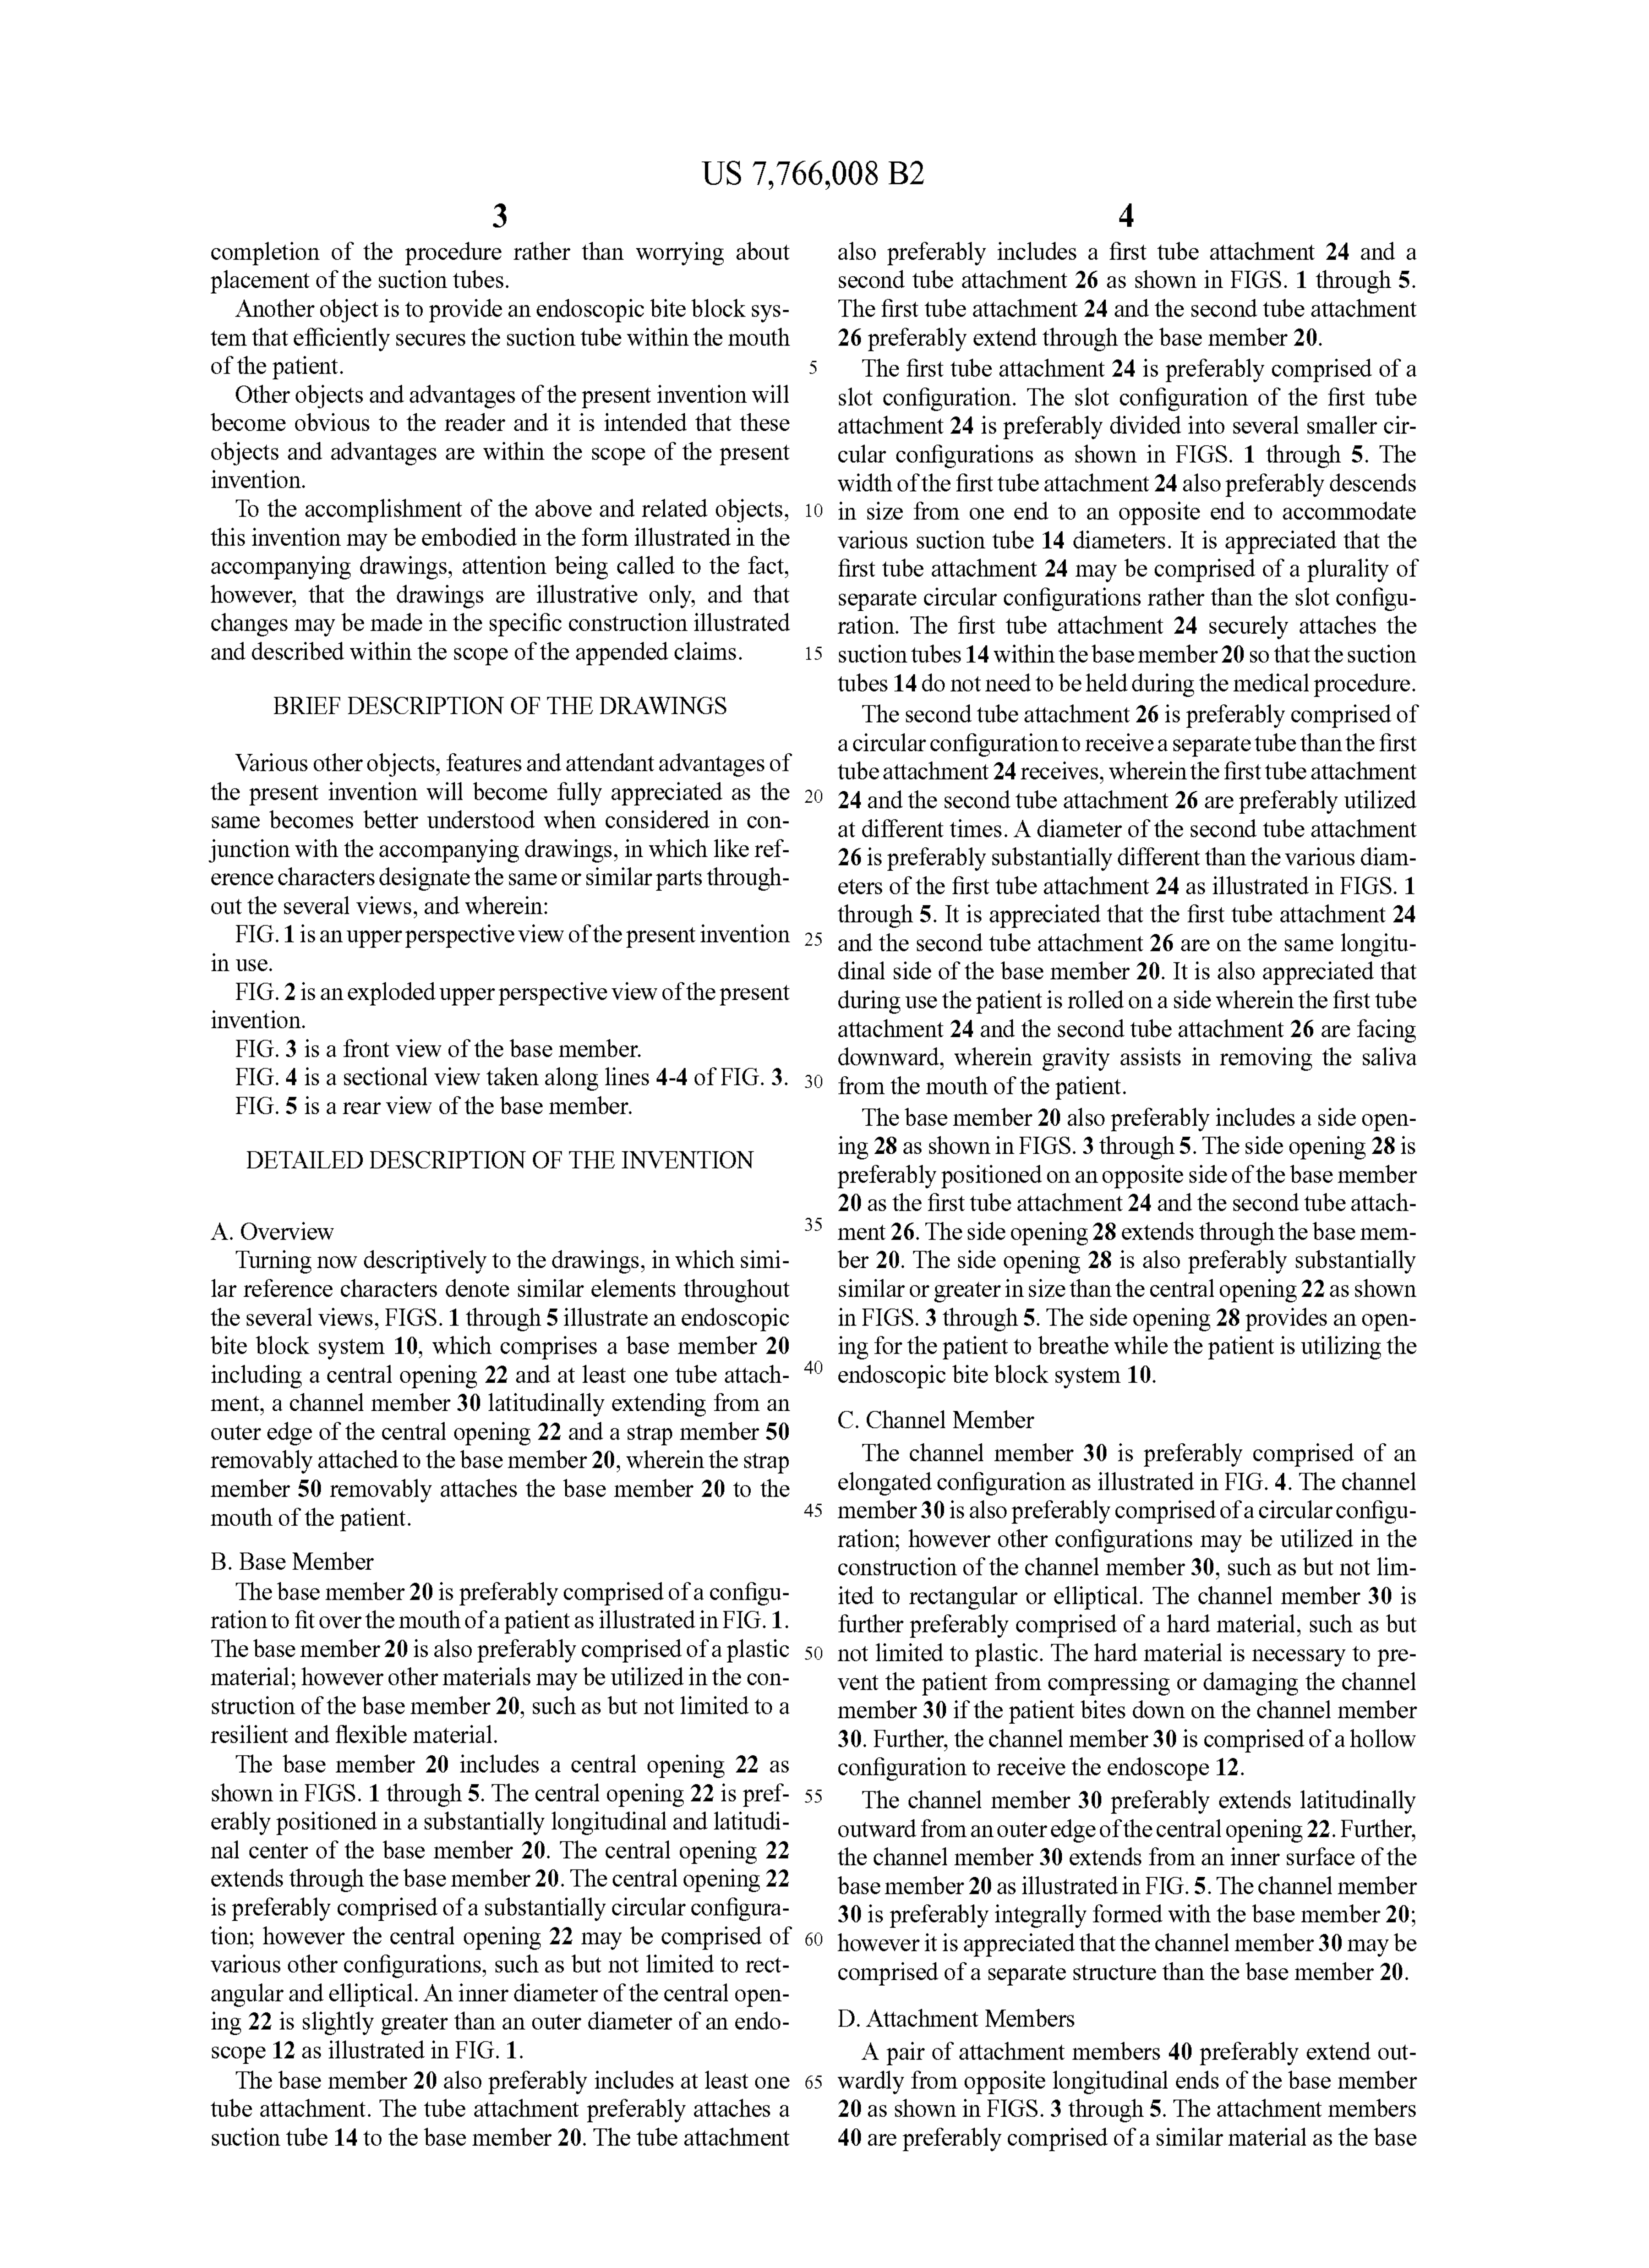 US 7,766,008 B2
3
completion of the procedure rather than worrying about
placement of the suction tubes.
Another object is to provide an endoscopic bite block sys-
tem that efficiently secures the suction tube within the mouth
of the patient.
Other objects and advantages of the present invention will
become obvious to the reader and it is intended that these
objects and advantages are within the scope of the present
invention.
To the accomplishment of the above and related objects,
this invention may be embodied in the form illustrated in the
accompanying drawings, attention being called to the fact,
however, that the drawings are illustrative only, and that
changes may be made in the specific construction illustrated
and described within the scope of the appended claims.
BRIEF DESCRIPTION OF THE DRAWINGS
Various other objects, features and attendant advantages of
the present invention will become fully appreciated as the
same becomes better understood when considered in con-
junction with the accompanying drawings, in which like ref-
erence characters designate the same or similar parts through-
out the several views, and wherein:
FIG. 1 is an upper perspective view of the present invention
in use.
FIG. 2 is an exploded upper perspective view of the present
invention.
FIG. 3 is a front view of the base member.
FIG. 4 is a sectional view taken along lines 4-4 of FIG. 3.
FIG. 5 is a rear view of the base member.
DETAILED DESCRIPTION OF THE INVENTION
A. Overview
Turning now descriptively to the drawings, in which simi-
lar reference characters denote similar elements throughout
the several views, FIGS. 1 through 5 illustrate an endoscopic
bite block system 10, which comprises a base member 20
including a central opening 22 and at least one tube attach-
ment, a channel member 30 latitudinally extending from an
outer edge of the central opening 22 and a strap member 50
removably attached to the base member 20, wherein the strap
member 50 removably attaches the base member 20 to the
mouth of the patient.
B. Base Member
The base member 20 is preferably comprised of a configu-
ration to fit over the mouth of a patient as illustrated in FIG. 1.
The base member 20 is also preferably comprised of a plastic
material; however other materials may be utilized in the con-
struction of the base member 20, such as but not limited to a
resilient and flexible material.
The base member 20 includes a central opening 22 as
shown in FIGS. 1 through 5. The central opening 22 is pref-
erably positioned in a substantially longitudinal and latitudi-
nal center of the base member 20. The central opening 22
extends through the base member 20. The central opening 22
is preferably comprised of a substantially circular configura-
tion; however the central opening 22 may be comprised of
various other configurations, such as but not limited to rect-
angular and elliptical. An inner diameter of the central open-
ing 22 is slightly greater than an outer diameter of an endo-
scope 12 as illustrated in FIG. 1.
The base member 20 also preferably includes at least one
tube attachment. The tube attachment preferably attaches a
suction tube 14 to the base member 20. The tube attachment
5
10
15
20
25
30
35
40
45
50
55
60
65
4
also preferably includes a first tube attachment 24 and a
second tube attachment 26 as shown in FIGS. 1 through 5.
The first tube attachment 24 and the second tube attachment
26 preferably extend through the base member 20.
The first tube attachment 24 is preferably comprised of a
slot configuration. The slot configuration of the first tube
attachment 24 is preferably divided into several smaller cir-
cular configurations as shown in FIGS. 1 through 5. The
width of the first tube attachment 24 also preferably descends
in size from one end to an opposite end to accommodate
various suction tube 14 diameters. It is appreciated that the
first tube attachment 24 may be comprised of a plurality of
separate circular configurations rather than the slot configu-
ration. The first tube attachment 24 securely attaches the
suction tubes 14 within the base member 20 so that the suction
tubes 14 do not need to be held during the medical procedure.
The second tube attachment 26 is preferably comprised of
a circular configuration to receive a separate tube than the first
tube attachment 24 receives, wherein the first tube attachment
24 and the second tube attachment 26 are preferably utilized
at different times. A diameter of the second tube attachment
26 is preferably substantially different than the various diam-
eters of the first tube attachment 24 as illustrated in FIGS. 1
through 5. It is appreciated that the first tube attachment 24
and the second tube attachment 26 are on the same longitu-
dinal side of the base member 20. It is also appreciated that
during use the patient is rolled on a side wherein the first tube
attachment 24 and the second tube attachment 26 are facing
downward, wherein gravity assists in removing the saliva
from the mouth of the patient.
The base member 20 also preferably includes a side open-
ing 28 as shown in FIGS. 3 through 5. The side opening 28 is
preferably positioned on an opposite side of the base member
20 as the first tube attachment 24 and the second tube attach-
ment 26. The side opening 28 extends through the base mem-
ber 20. The side opening 28 is also preferably substantially
similar or greater in size than the central opening 22 as shown
in FIGS. 3 through 5. The side opening 28 provides an open-
ing for the patient to breathe while the patient is utilizing the
endoscopic bite block system 10.
C. Channel Member
The channel member 30 is preferably comprised of an
elongated configuration as illustrated in FIG. 4. The channel
member 30 is also preferably comprised of a circular configu-
ration; however other configurations may be utilized in the
construction of the channel member 30, such as but not lim-
ited to rectangular or elliptical. The channel member 30 is
further preferably comprised of a hard material, such as but
not limited to plastic. The hard material is necessary to pre-
vent the patient from compressing or damaging the channel
member 30 if the patient bites down on the channel member
30. Further, the channel member 30 is comprised of a hollow
configuration to receive the endoscope 12.
The channel member 30 preferably extends latitudinally
outward from an outer edge of the central opening 22. Further,
the channel member 30 extends from an inner surface of the
base member 20 as illustrated in FIG. 5. The channel member
30 is preferably integrally formed with the base member 20;
however it is appreciated that the channel member 30 may be
comprised of a separate structure than the base member 20.
D. Attachment Members
A pair of attachment members 40 preferably extend out-
wardly from opposite longitudinal ends of the base member
20 as shown in FIGS. 3 through 5. The attachment members
40 are preferably comprised of a similar material as the base